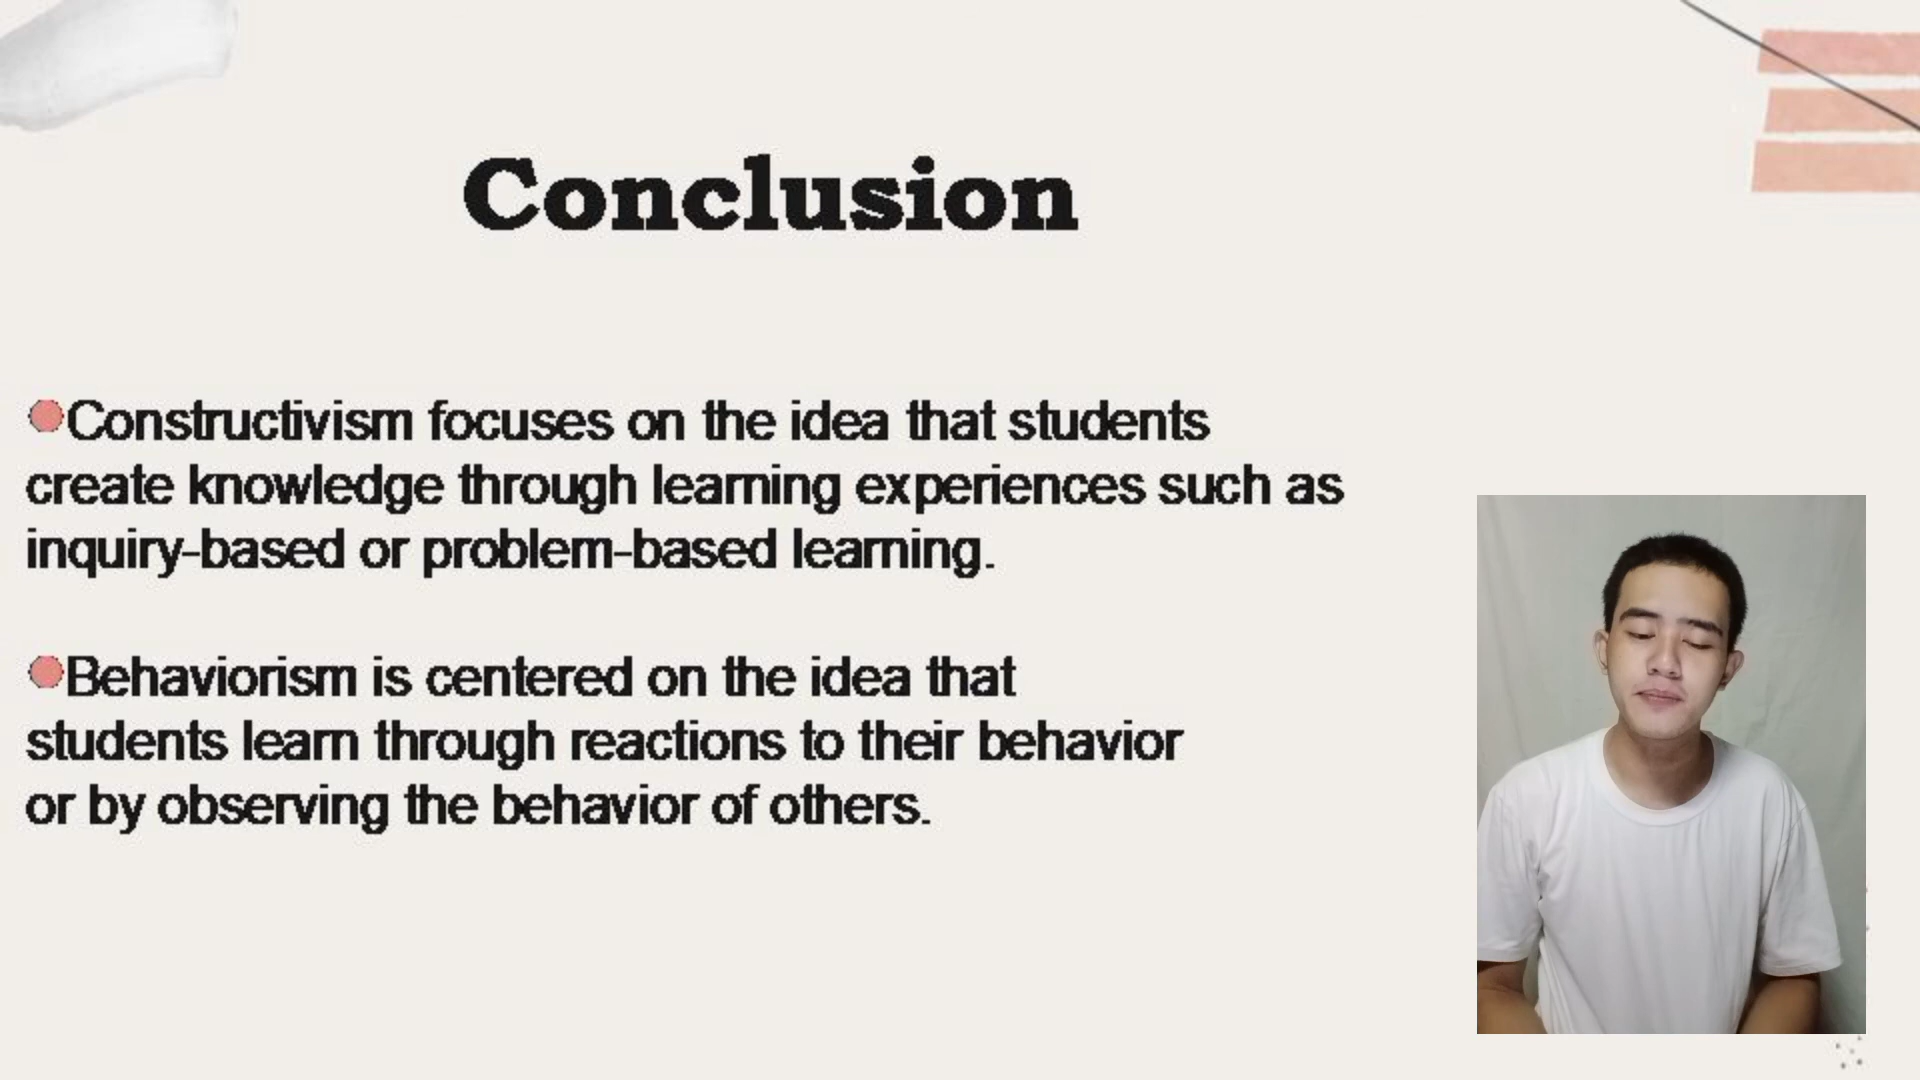 Conclusion
Constructivism focuses on the idea that students
create knowledge through learning experiences such as
inquiry-based or problem-based learning.
Behaviorism is centered on the idea that
students learn through reactions to their behavior
or by observing the behavior of others.